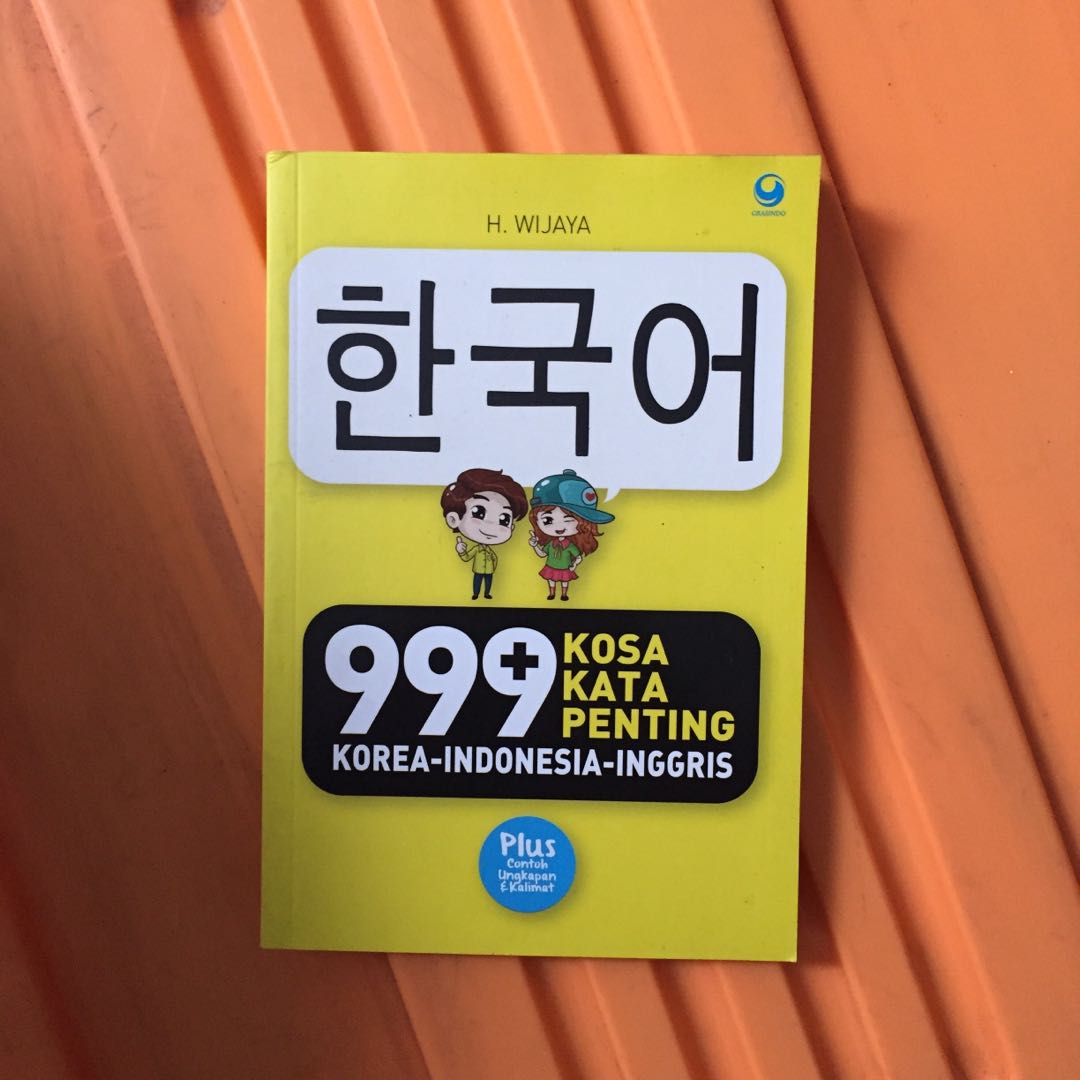 GRASINDO
H. WIJAYA
한국어
999+ KOSA
KATA
PENTING
KOREA-INDONESIA-INGGRIS
Plus
Contoh
Ungkapan
& Kalimat